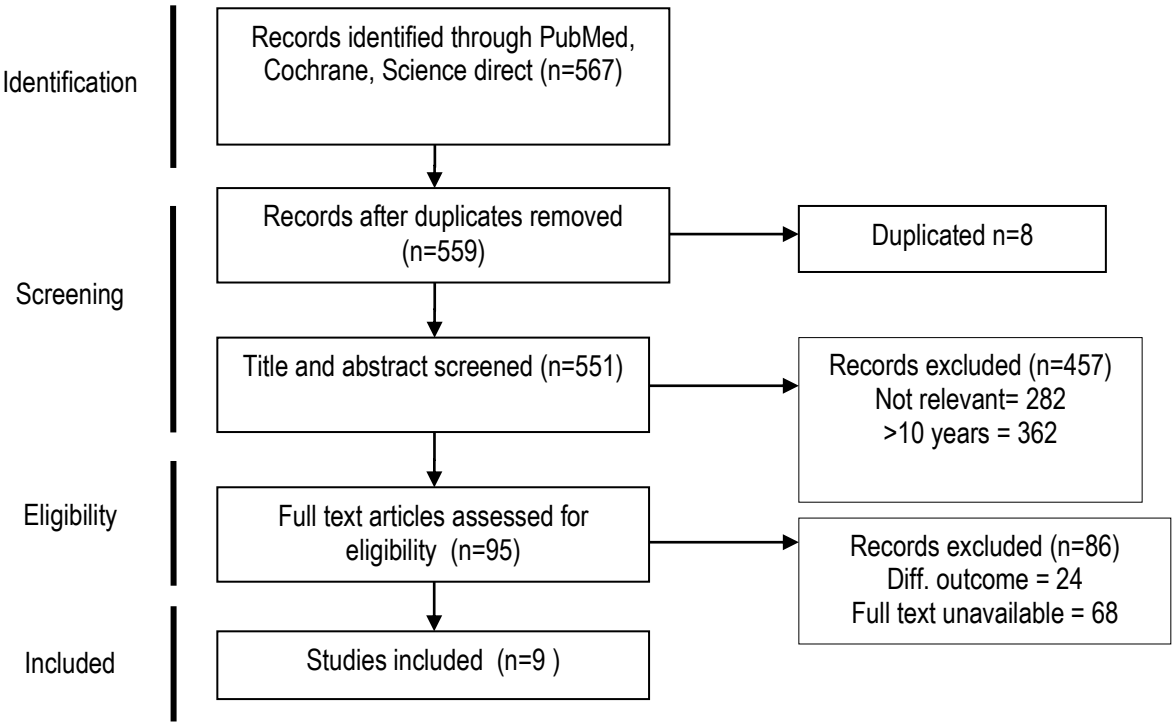 Identification
Records identified through PubMed,
Cochrane, Science direct (n=567)
Screening
Records after duplicates removed
(n=559)
Duplicated n=8
Title and abstract screened (n=551)
Records excluded (n=457)
Not relevant= 282
>10 years = 362
Eligibility
Full text articles assessed for
eligibility  (n=95)
Records excluded (n=86)
Diff. outcome = 24
Full text unavailable = 68
Included
Studies included  (n=9 )